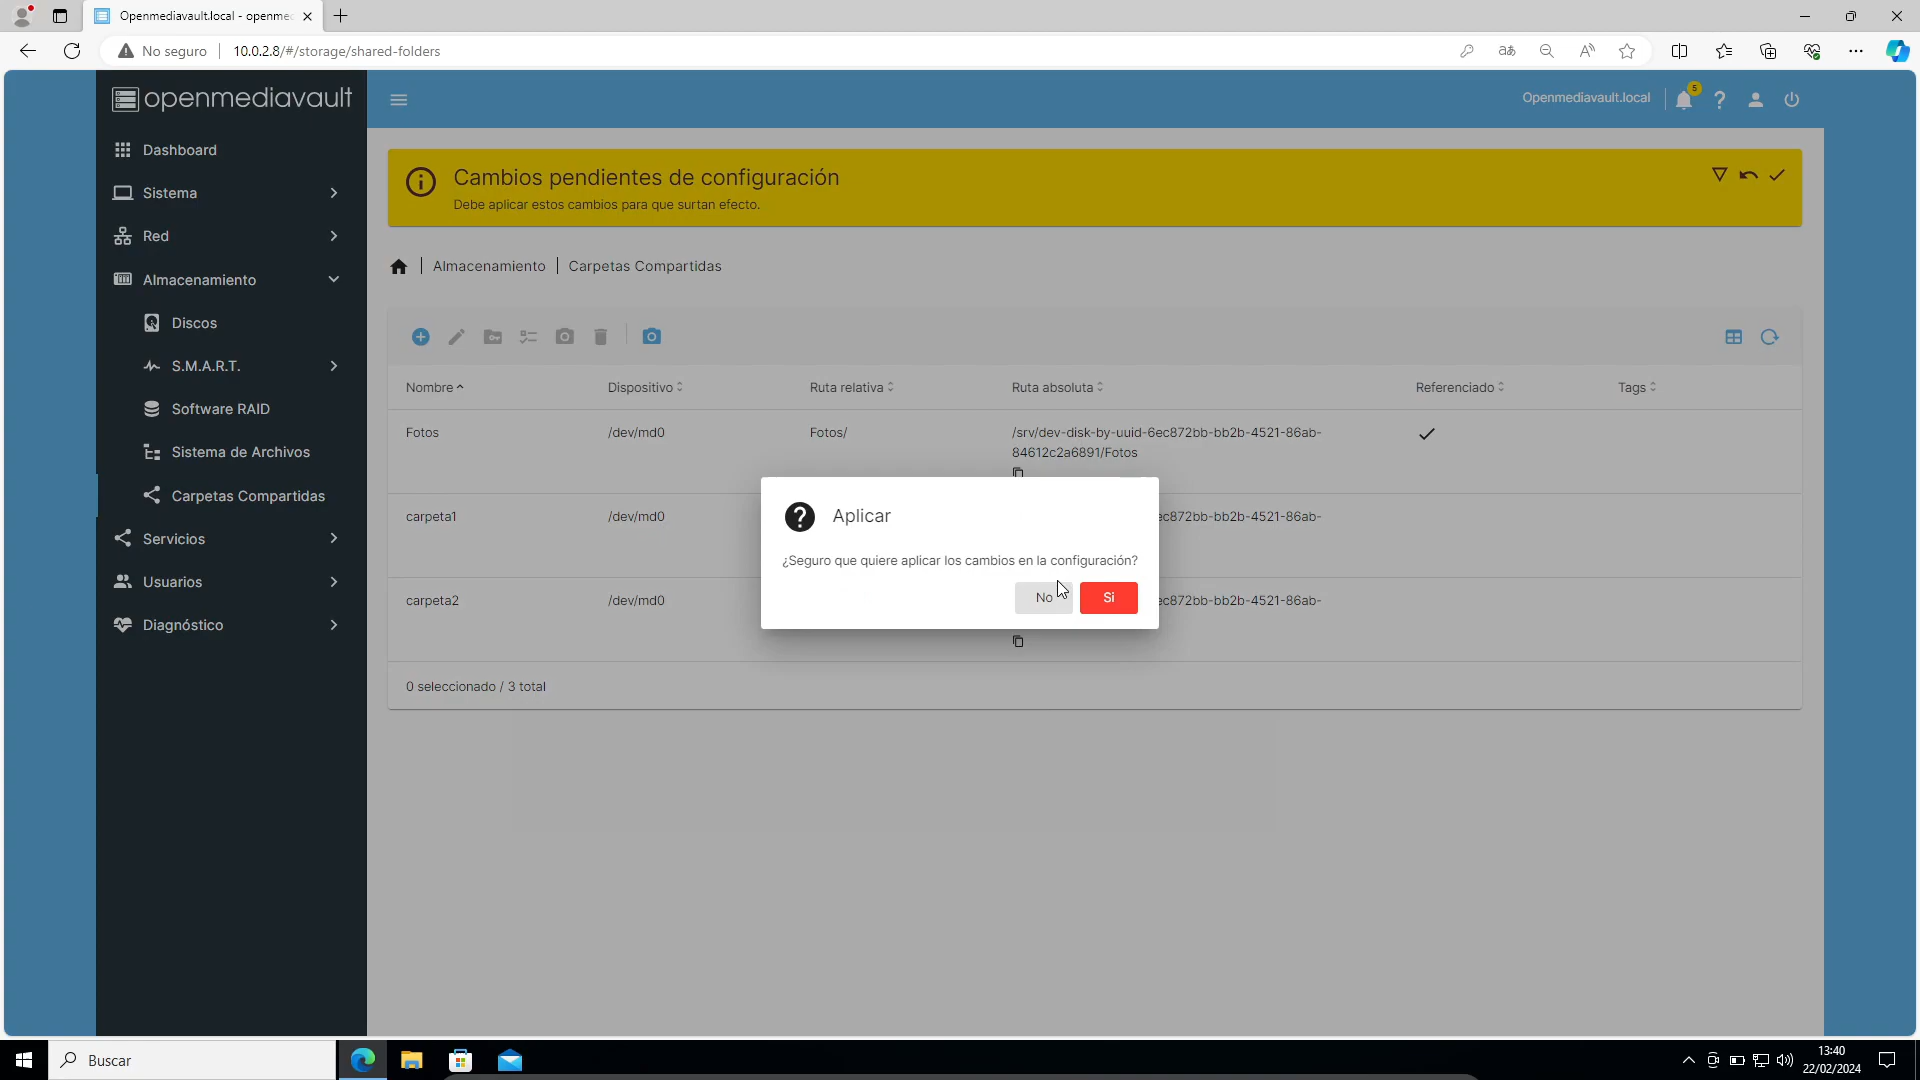 Openmediavault.local - openme
No seguro
10.0.2.8/#/storage/shared-folders
aあ
openmediavault
Openmediavault.local
5
Dashboard
Sistema
Red
Almacenamiento
Discos
S.M.A.R.T.
Software RAID
Sistema de Archivos
Carpetas Compartidas
Servicios
Usuarios
Diagnóstico
Cambios pendientes de configuración
Debe aplicar estos cambios para que surtan efecto.
Almacenamiento | Carpetas Compartidas
Nombre Dispositivo Ruta relativa Ruta absoluta Referenciado Tags
Fotos /dev/md0 Fotos/ /srv/dev-disk-by-uuid-6ec872bb-bb2b-4521-86ab-
84612c2a6891/Fotos
carpeta1 /dev/md0 ec872bb-bb2b-4521-86ab-
carpeta2 /dev/md0 ec872bb-bb2b-4521-86ab-
0 seleccionado / 3 total
Aplicar
¿Seguro que quiere aplicar los cambios en la configuración?
No Si
Buscar
13:40
22/02/2024